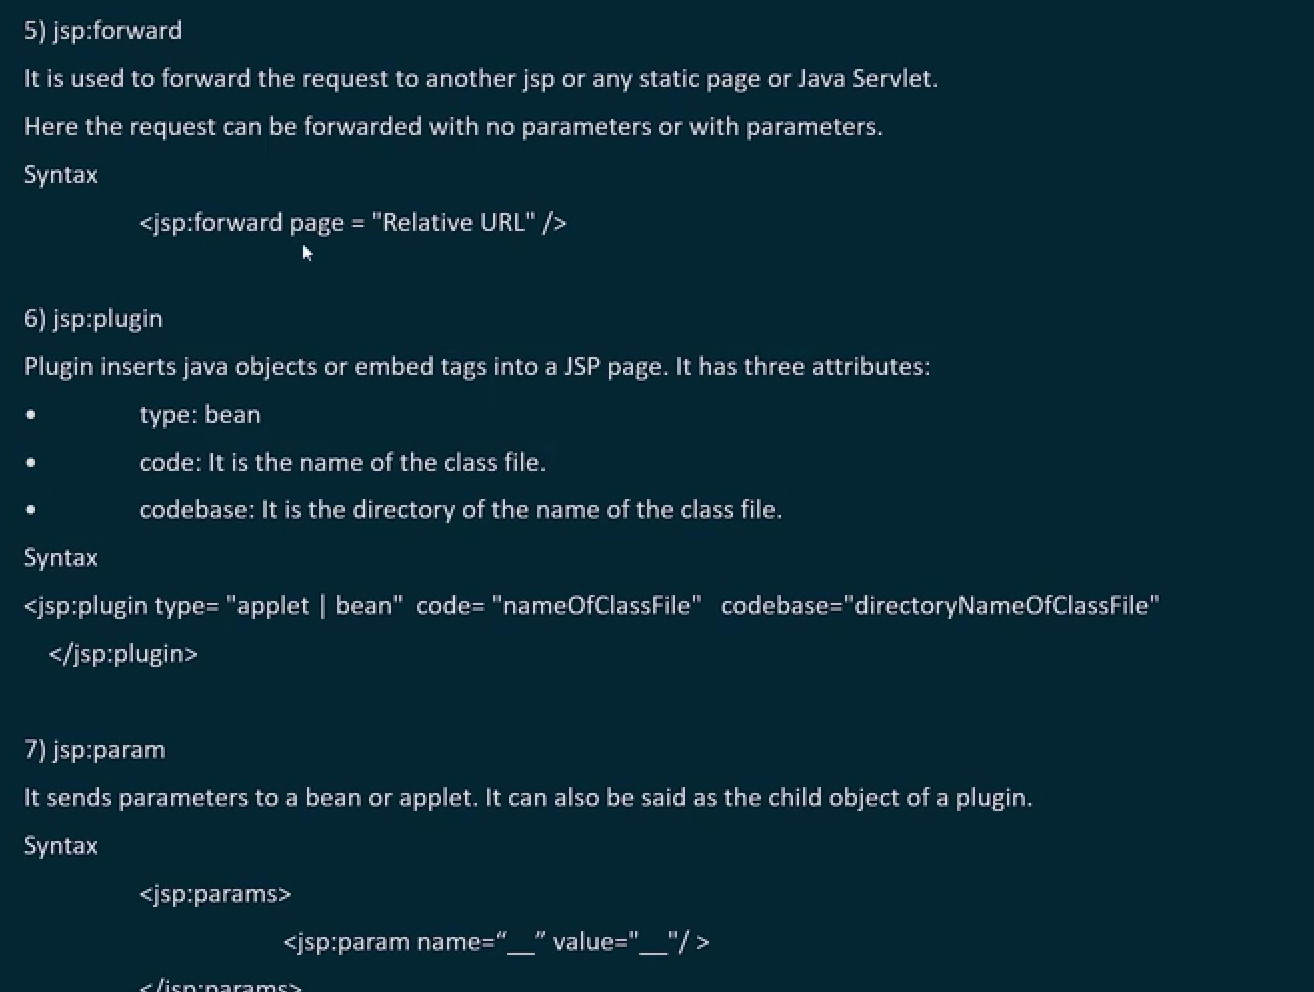 5) jsp:forward
It is used to forward the request to another jsp or any static page or Java Servlet.
Here the request can be forwarded with no parameters or with parameters.
Syntax
<jsp:forward page = "Relative URL" />
6) jsp:plugin
Plugin inserts java objects or embed tags into a JSP page. It has three attributes:
• type: bean
• code: It is the name of the class file.
• codebase: It is the directory of the name of the class file.
Syntax
<jsp:plugin type= "applet | bean" code= "nameOfClassFile" codebase="directoryNameOfClassFile"
</jsp:plugin>
7) jsp:param
It sends parameters to a bean or applet. It can also be said as the child object of a plugin.
Syntax
<jsp:params>
<jsp:param name=“__” value="__"/ >
</jsp:params>